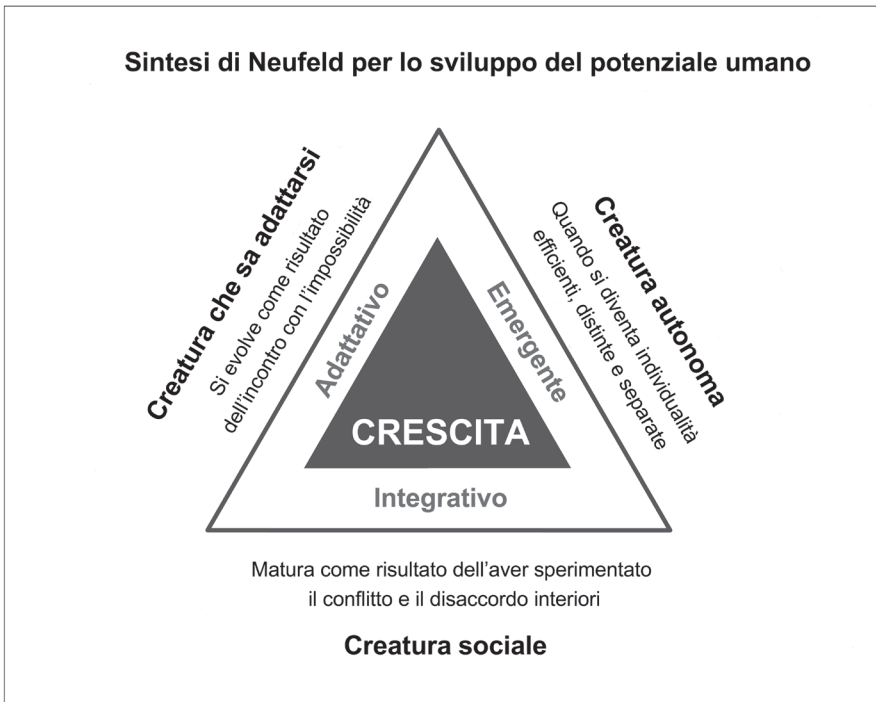 Sintesi di Neufeld per lo sviluppo del potenziale umano
Creatura che sa adattarsi
Si evolve come risultato
dell'incontro con l'impossibilità
Adattativo
Emergente
Creatura autonoma
Quando si diventa individualità
efficienti, distinte e separate
CRESCITA
Integrativo
Matura come risultato dell'aver sperimentato
il conflitto e il disaccordo interiori
Creatura sociale